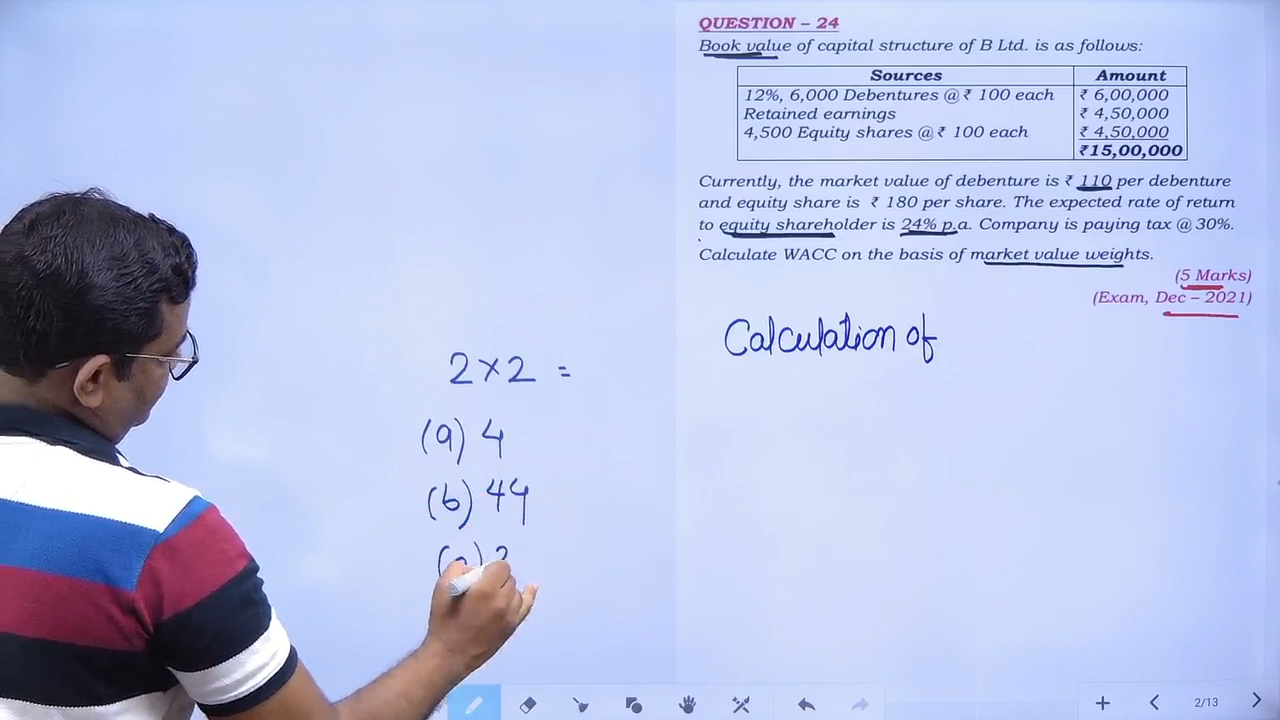 QUESTION – 24
Book value of capital structure of B Ltd. is as follows:
Sources Amount
12%, 6,000 Debentures @ ₹ 100 each ₹ 6,00,000
Retained earnings ₹ 4,50,000
4,500 Equity shares @ ₹ 100 each ₹ 4,50,000
₹15,00,000
Currently, the market value of debenture is ₹ 110 per debenture
and equity share is ₹ 180 per share. The expected rate of return
to equity shareholder is 24% p.a. Company is paying tax @ 30%.
Calculate WACC on the basis of market value weights.
(5 Marks)
(Exam, Dec – 2021)
Calculation of
2 × 2 =
(a) 4
(b) 44
2/13